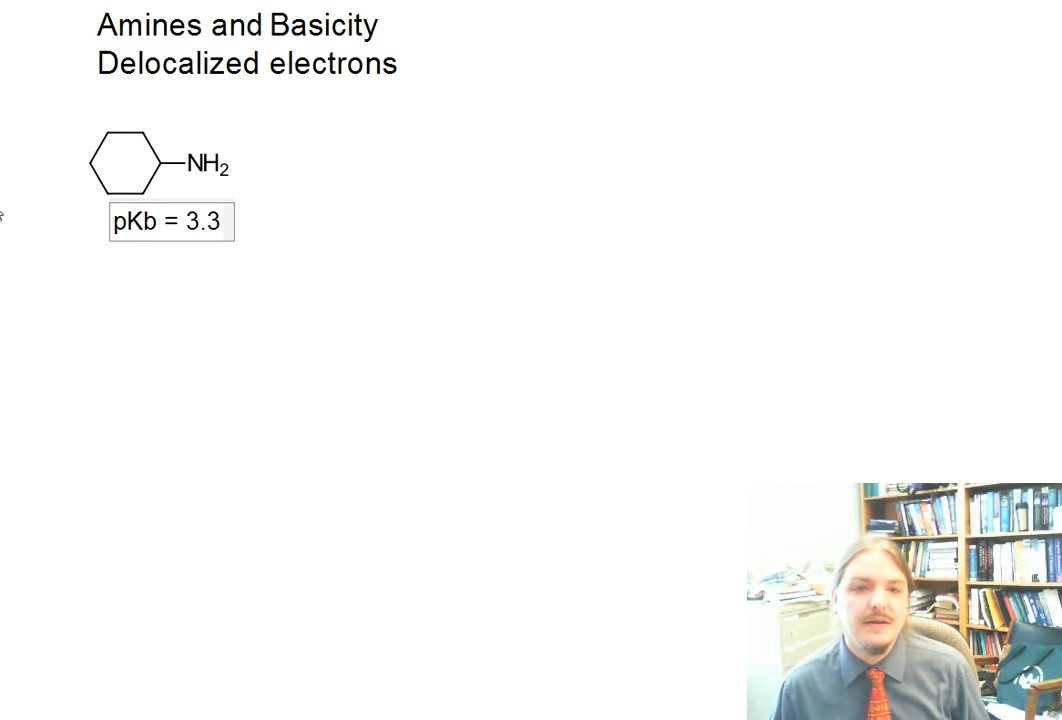 Amines and Basicity
Delocalized electrons
NH₂
pKb = 3.3